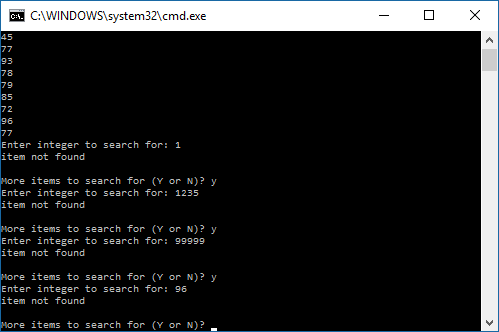 C:\WINDOWS\system32\cmd.exe
45
77
93
78
79
85
72
96
77
Enter integer to search for: 1
item not found
More items to search for (Y or N)? y
Enter integer to search for: 1235
item not found
More items to search for (Y or N)? y
Enter integer to search for: 99999
item not found
More items to search for (Y or N)? y
Enter integer to search for: 96
item not found
More items to search for (Y or N)?